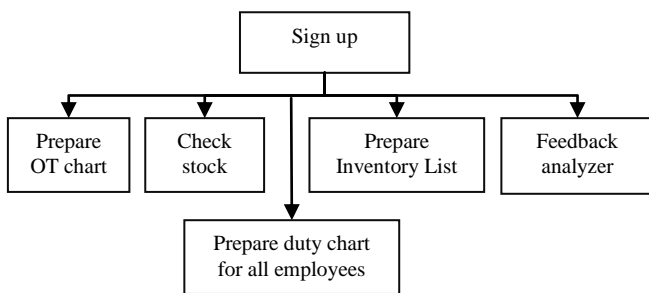 Sign up
Prepare
OT chart
Check
stock
Prepare
Inventory List
Feedback
analyzer
Prepare duty chart
for all employees